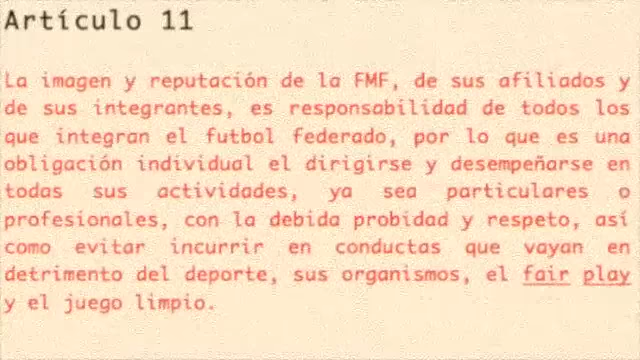 Artículo 11
La imagen y reputación de la FMF, de sus afiliados y
de sus integrantes, es responsabilidad de todos los
que integran el futbol federado, por lo que es una
obligación individual el dirigirse y desempeñarse en
todas sus actividades, ya sea particulares o
profesionales, con la debida probidad y respeto, así
como evitar incurrir en conductas que vayan en
detrimento del deporte, sus organismos, el fair play
y el juego limpio.